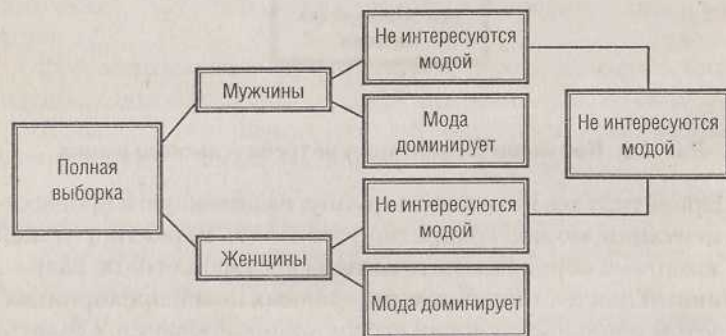 Не интересуются
модой
Мужчины
Мода
доминирует
Не интересуются
модой
Полная
выборка
Не интересуются
модой
Женщины
Мода доминирует